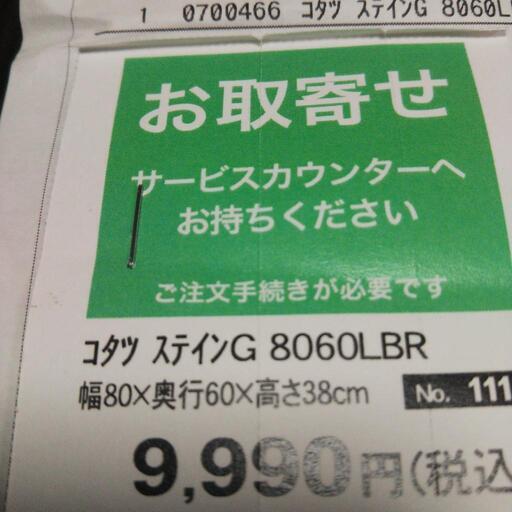 1 0700466 コタツ ステインG 8060L
お取寄せ
サービスカウンターへ
お持ちください
ご注文手続きが必要です
コタツ ステインG 8060LBR
幅80×奥行60×高さ38cm No. 111
9,990円(税込